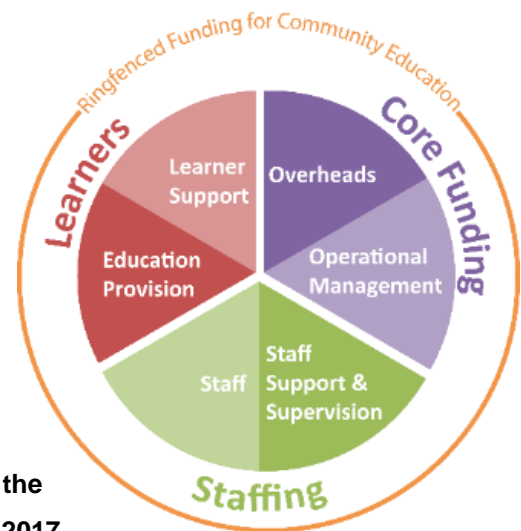 Ringfenced Funding for Community Education
Learners
Core Funding
Learner
Support
Overheads
Education
Provision
Operational
Management
Staff
Staff
Support &
Supervision
Staffing
the
2017